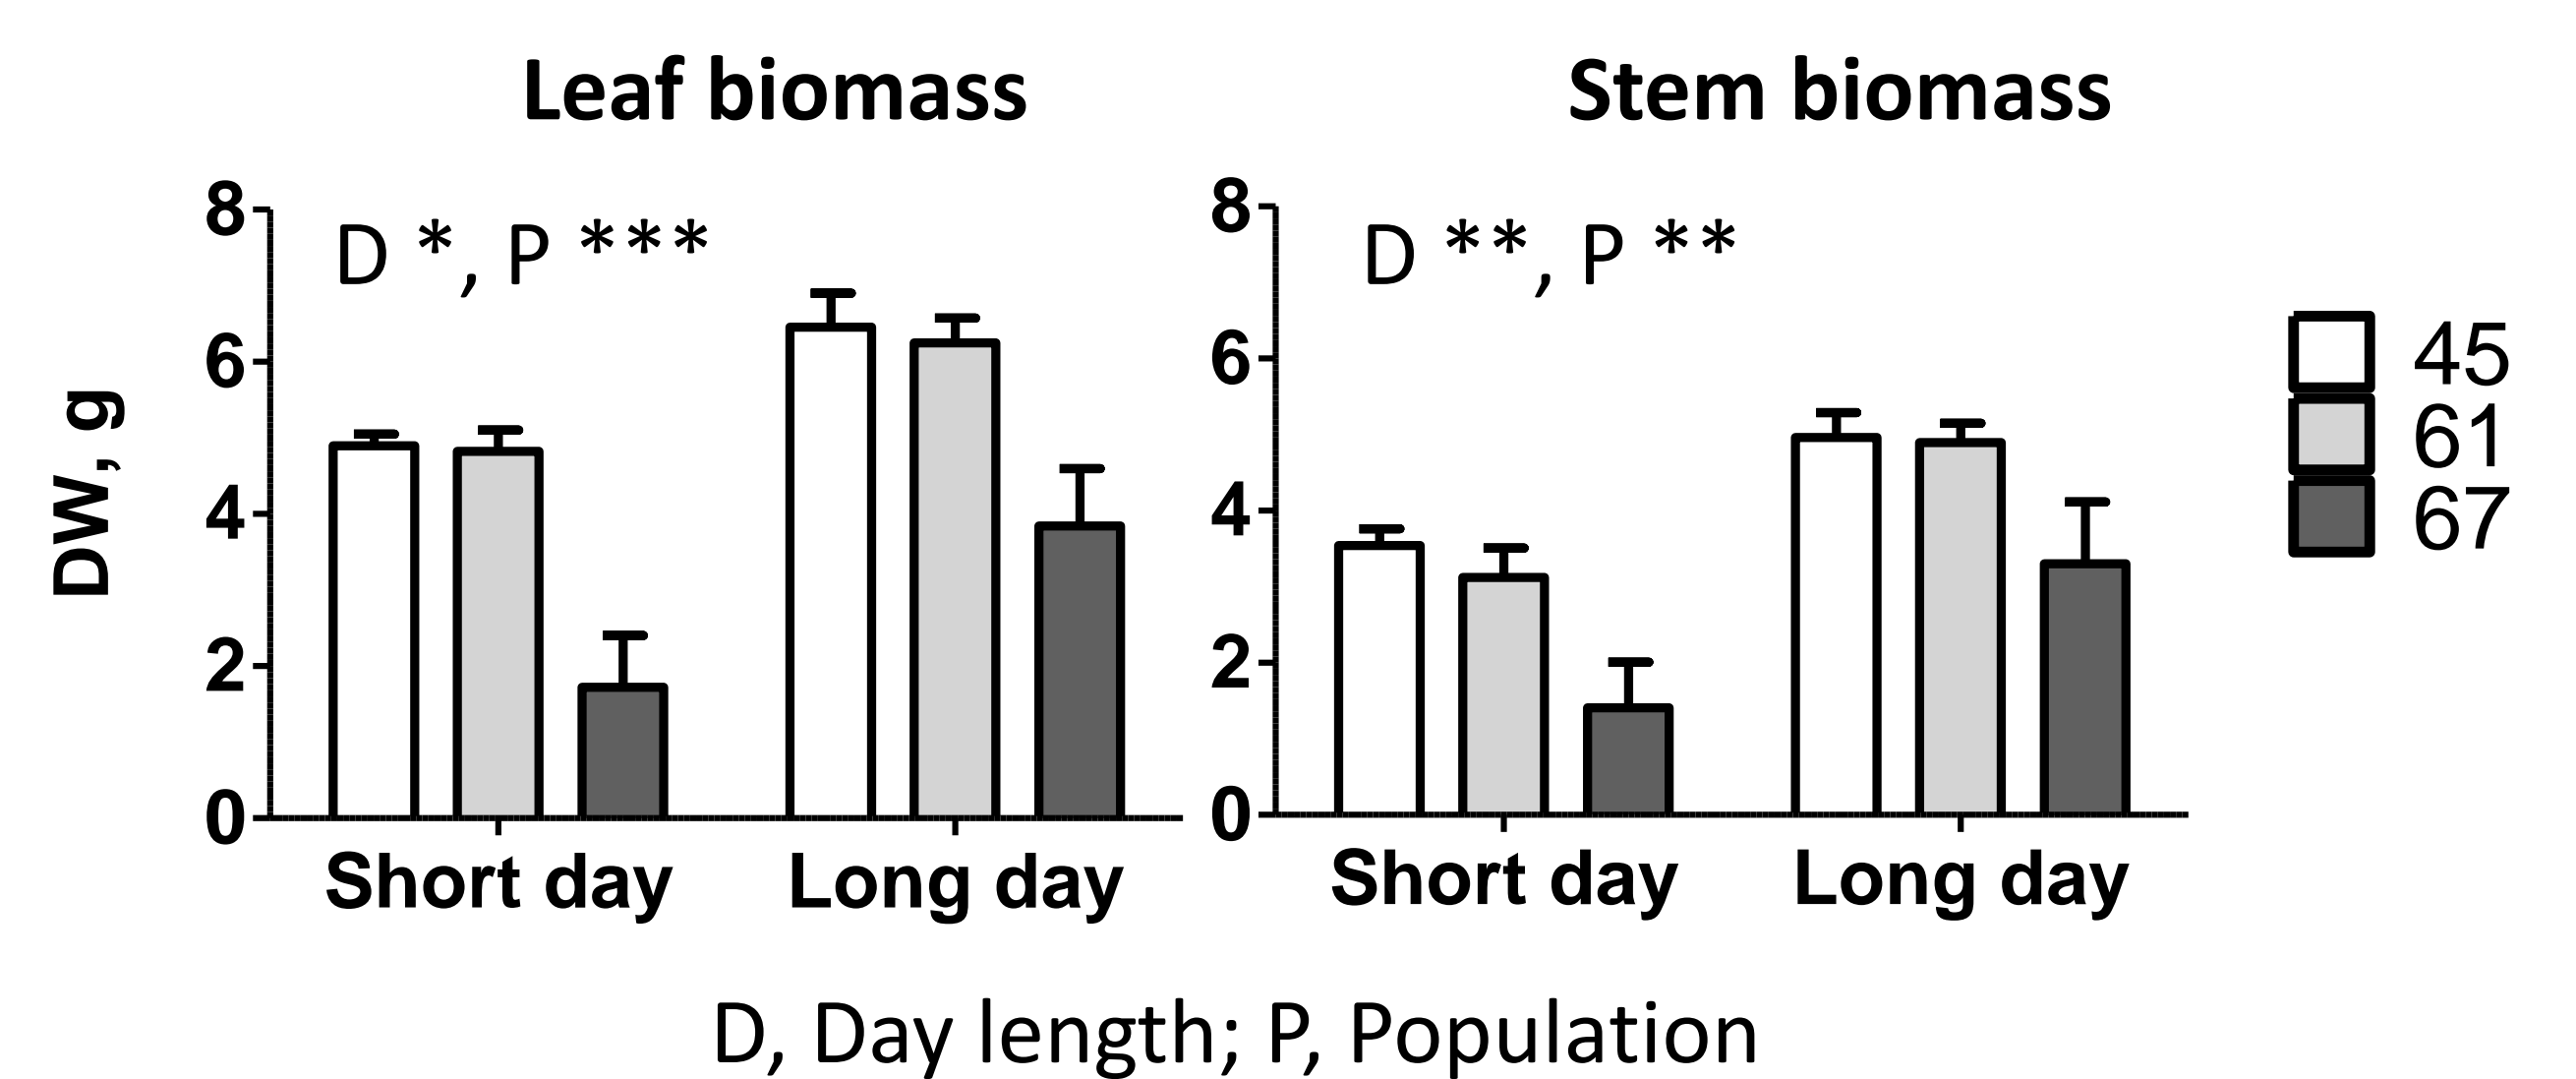 Leaf biomass
Stem biomass
D *, P ***
D **, P **
DW, g
8
6
4
2
0
8
6
4
2
0
Short day
Long day
Short day
Long day
45
61
67
D, Day length; P, Population